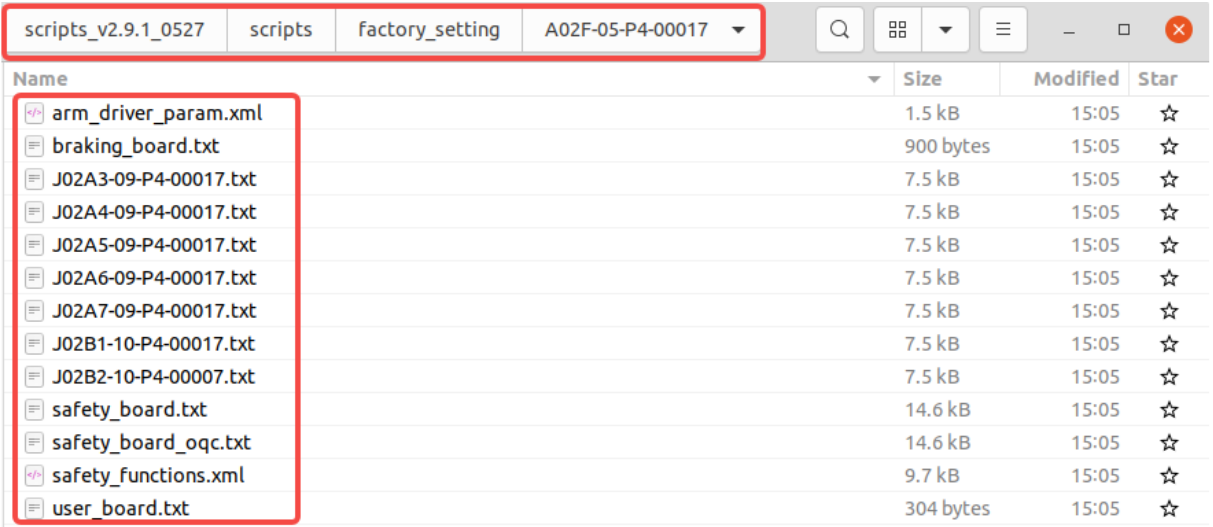 scripts_v2.9.1_0527 scripts factory_setting A02F-05-P4-00017
Name Size Modified Star
arm_driver_param.xml 1.5 kB 15:05
braking_board.txt 900 bytes 15:05
J02A3-09-P4-00017.txt 7.5 kB 15:05
J02A4-09-P4-00017.txt 7.5 kB 15:05
J02A5-09-P4-00017.txt 7.5 kB 15:05
J02A6-09-P4-00017.txt 7.5 kB 15:05
J02A7-09-P4-00017.txt 7.5 kB 15:05
J02B1-10-P4-00017.txt 7.5 kB 15:05
J02B2-10-P4-00007.txt 7.5 kB 15:05
safety_board.txt 14.6 kB 15:05
safety_board_oqc.txt 14.6 kB 15:05
safety_functions.xml 9.7 kB 15:05
user_board.txt 304 bytes 15:05